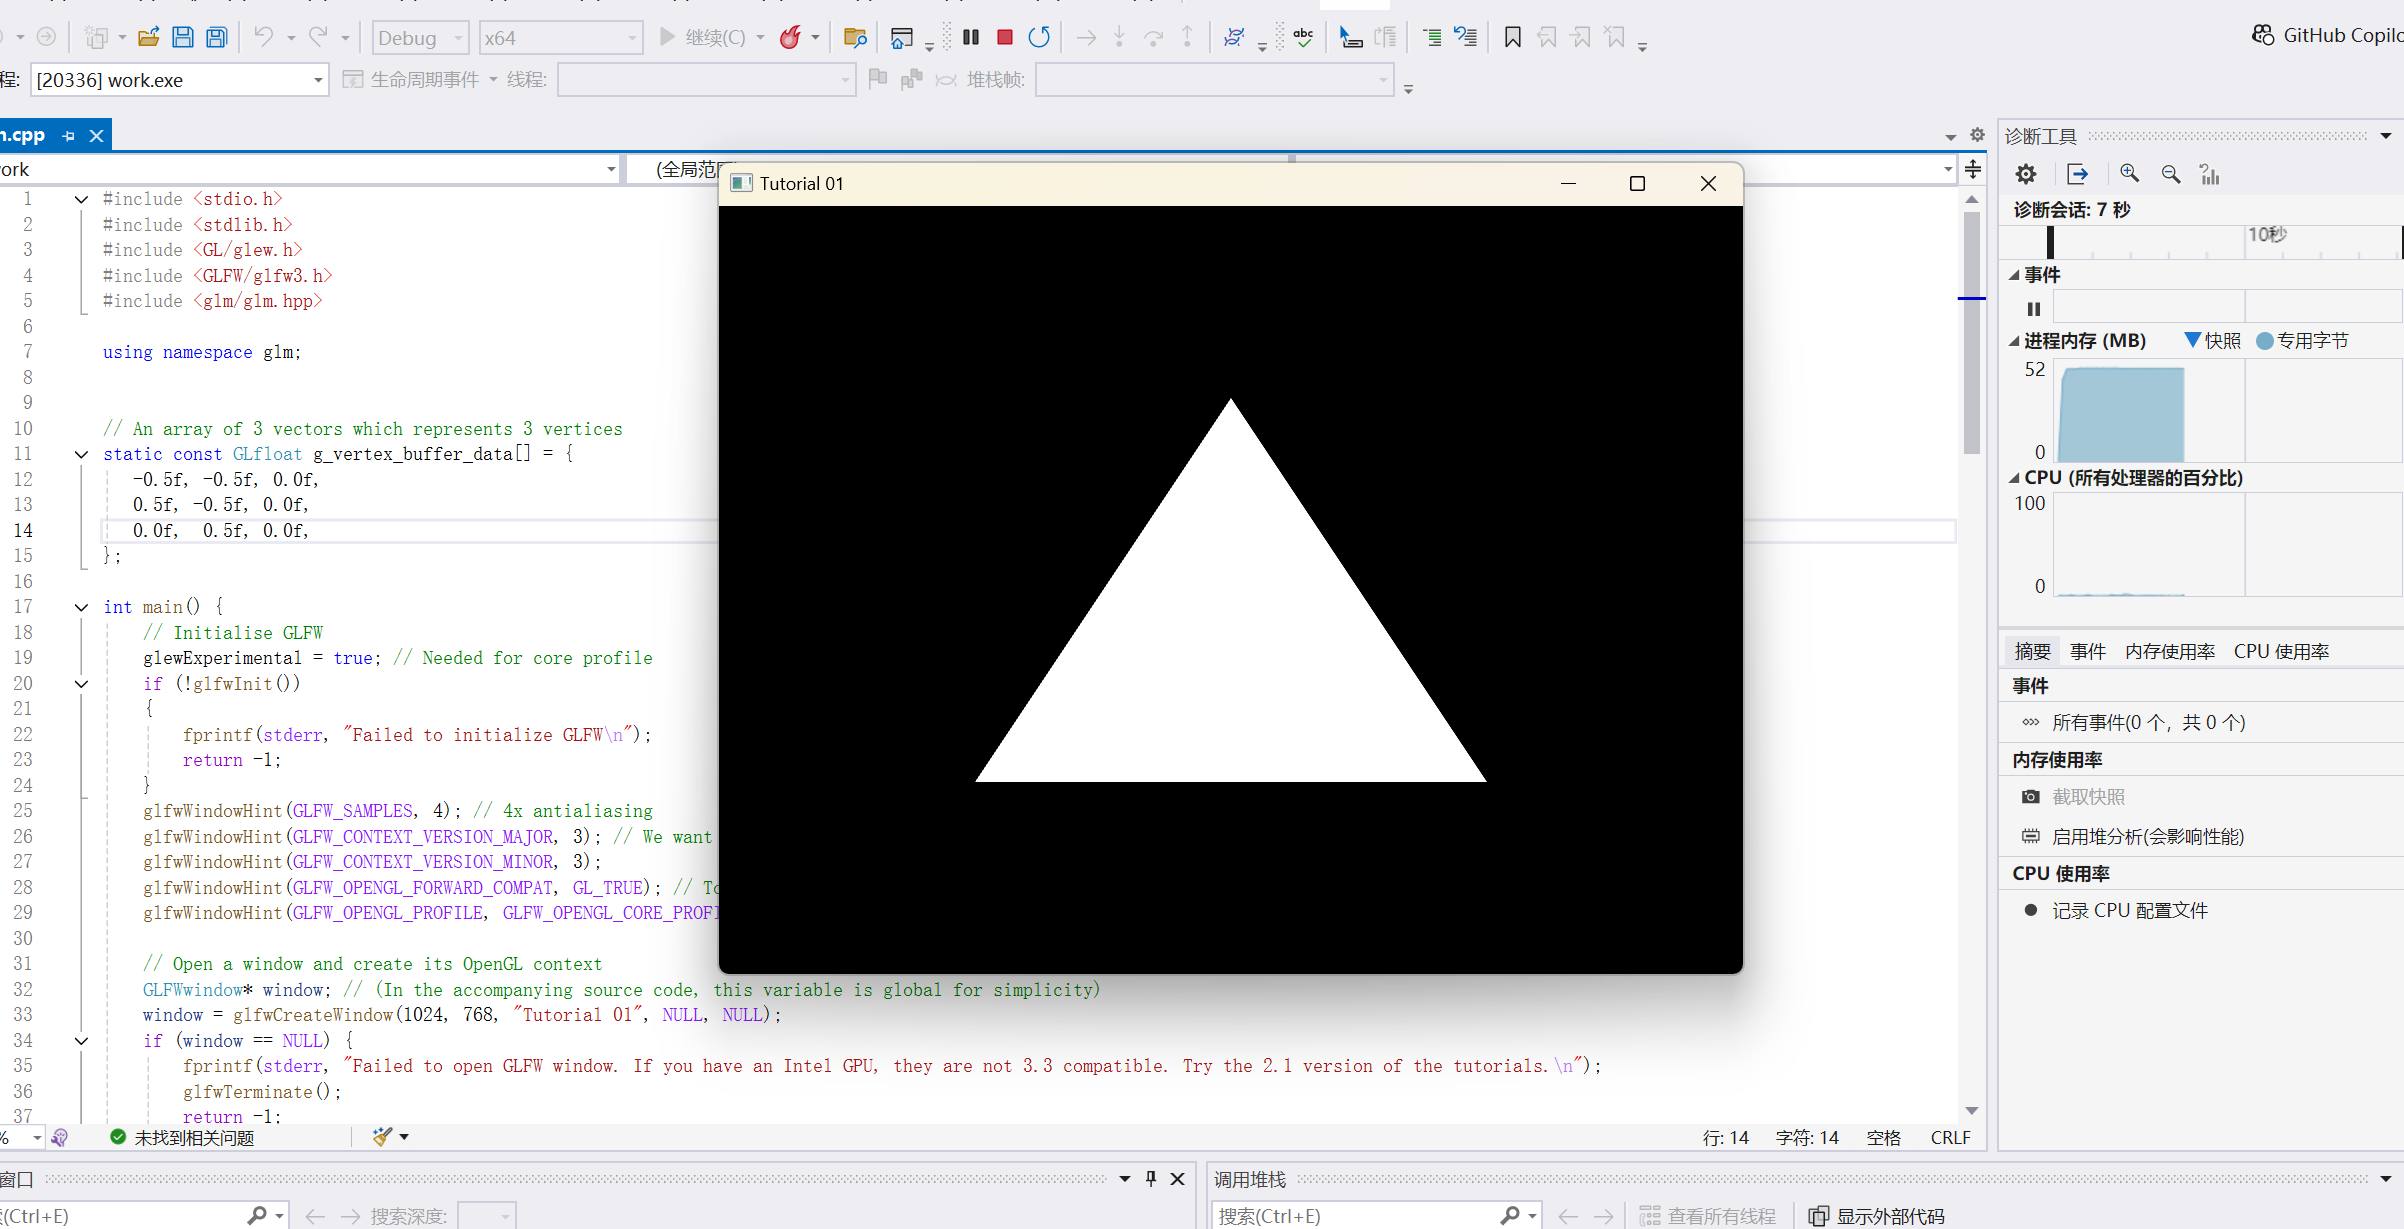 Debug
x64
继续(C)
GitHub Copilo
程:
[20336] work.exe
生命周期事件
线程:
堆栈帧:
n.cpp
ork
(全局范围
Tutorial 01
1 #include <stdio.h>
2 #include <stdlib.h>
3 #include <GL/glew.h>
4 #include <GLFW/glfw3.h>
5 #include <glm/glm.hpp>
6
7 using namespace glm;
8
9
10 // An array of 3 vectors which represents 3 vertices
11 static const GLfloat g_vertex_buffer_data[] = {
12 -0.5f, -0.5f, 0.0f,
13 0.5f, -0.5f, 0.0f,
14 0.0f, 0.5f, 0.0f,
15 };
16
17 int main() {
18 // Initialise GLFW
19 glewExperimental = true; // Needed for core profile
20 if (!glfwInit())
21 {
22 fprintf(stderr, "Failed to initialize GLFW\n");
23 return -1;
24 }
25 glfwWindowHint(GLFW_SAMPLES, 4); // 4x antialiasing
26 glfwWindowHint(GLFW_CONTEXT_VERSION_MAJOR, 3); // We want
27 glfwWindowHint(GLFW_CONTEXT_VERSION_MINOR, 3);
28 glfwWindowHint(GLFW_OPENGL_FORWARD_COMPAT, GL_TRUE); // To
29 glfwWindowHint(GLFW_OPENGL_PROFILE, GLFW_OPENGL_CORE_PROFI
30
31 // Open a window and create its OpenGL context
32 GLFWwindow* window; // (In the accompanying source code, this variable is global for simplicity)
33 window = glfwCreateWindow(1024, 768, "Tutorial 01", NULL, NULL);
34 if (window == NULL) {
35 fprintf(stderr, "Failed to open GLFW window. If you have an Intel GPU, they are not 3.3 compatible. Try the 2.1 version of the tutorials.\n");
36 glfwTerminate();
37 return -1;
%
未找到相关问题
行: 14
字符: 14
空格
CRLF
诊断工具
诊断会话: 7 秒
10秒
事件
进程内存 (MB)
快照
专用字节
52
0
CPU (所有处理器的百分比)
100
0
摘要
事件
内存使用率
CPU 使用率
事件
所有事件(0 个，共 0 个)
内存使用率
截取快照
启用堆分析(会影响性能)
CPU 使用率
记录 CPU 配置文件
窗口
(Ctrl+E)
搜索深度:
调用堆栈
搜索(Ctrl+E)
查看所有线程
显示外部代码